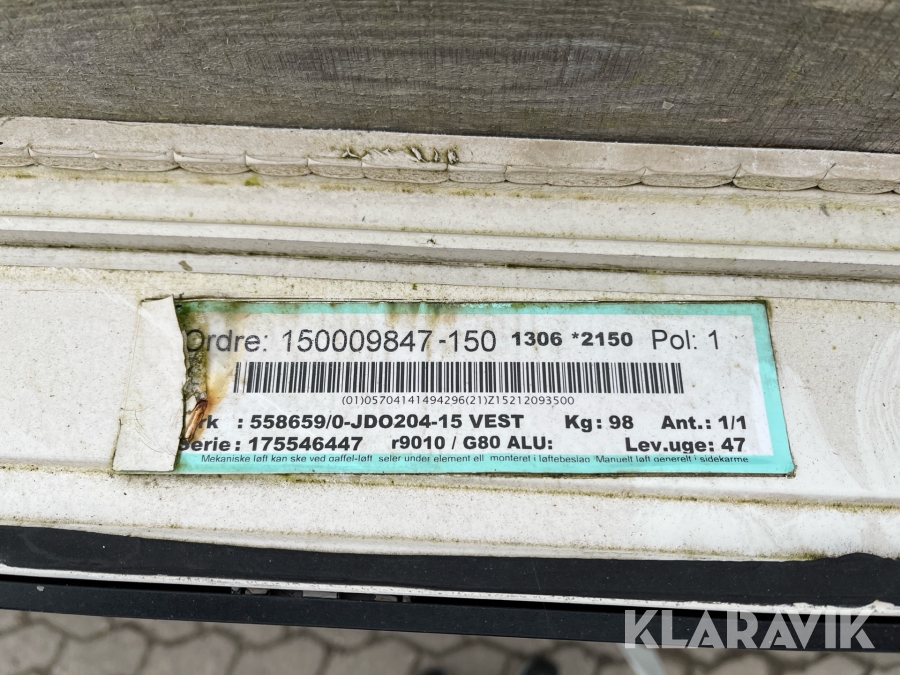 Ordre: 150009847-150 1306 *2150 Pol: 1
(01)05704141494296(21)Z15212093500
rk : 558659/0-JDO204-15 VEST Kg: 98 Ant.: 1/1
Serie: 175546447 r9010 / G80 ALU: Lev.uge: 47
Mekaniske løft kan ske ved gaffel-løft seler under element ell monteret i løftebeslag 'Manuelt løft generelt i sidekarme
KLARAVIK